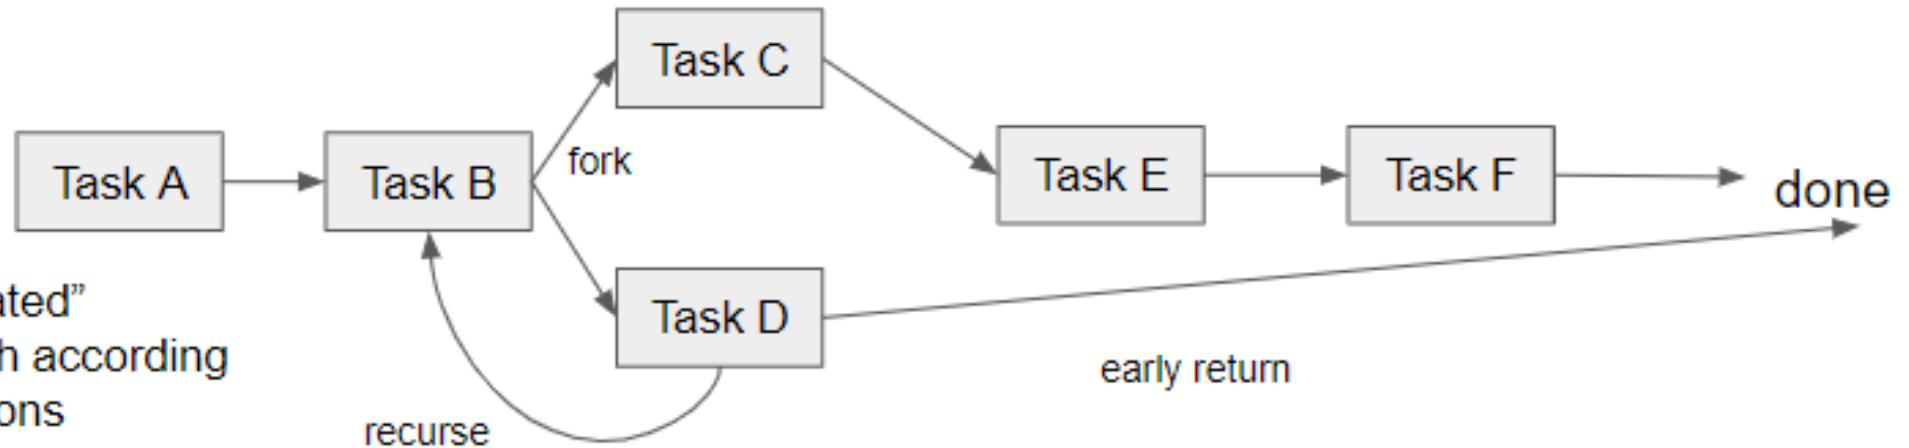 Task C
fork
Task A
Task B
Task E
Task F
done
Task D
ated”
h according
ons
early return
recurse